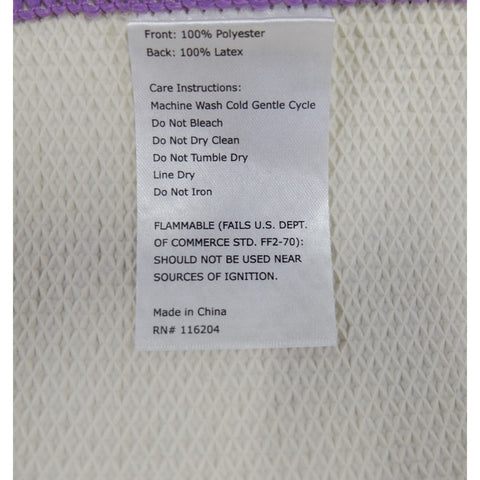 Front: 100% Polyester
Back: 100% Latex
Care Instructions:
Machine Wash Cold Gentle Cycle
Do Not Bleach
Do Not Dry Clean
Do Not Tumble Dry
Line Dry
Do Not Iron
FLAMMABLE (FAILS U.S. DEPT.
OF COMMERCE STD. FF2-70):
SHOULD NOT BE USED NEAR
SOURCES OF IGNITION.
Made in China
RN# 116204